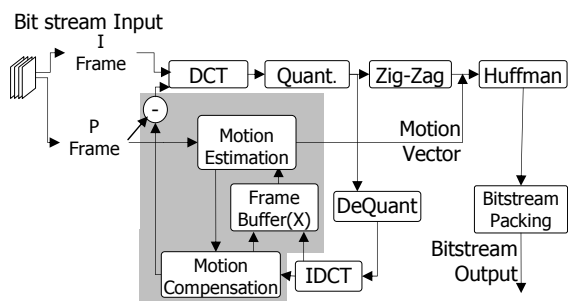 Bit stream Input
I
Frame
DCT
Quant.
Zig-Zag
Huffman
-
P
Frame
Motion
Estimation
Motion
Vector
Frame
Buffer(X)
DeQuant
Bitstream
Packing
Motion
Compensation
IDCT
Bitstream
Output